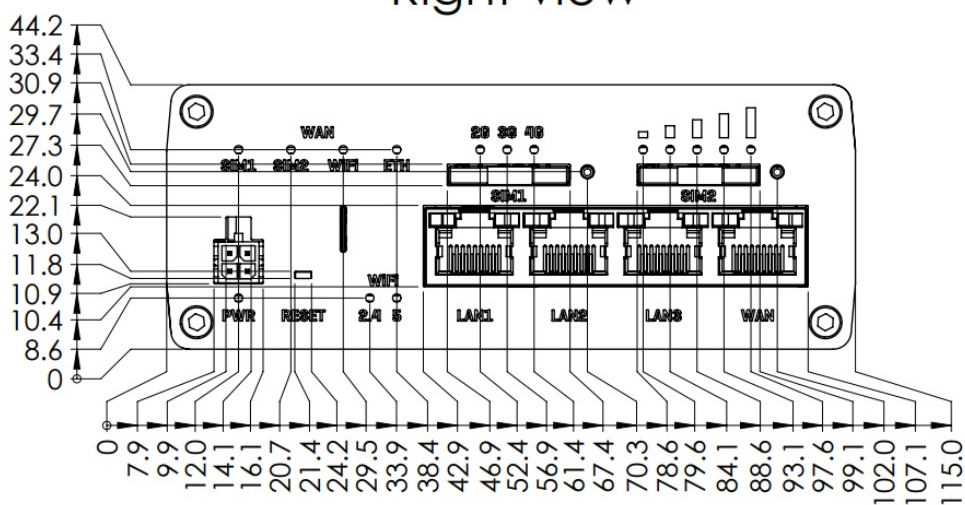 Right view
44.2
33.4
30.9
29.7
27.3
24.0
22.1
13.0
11.8
10.9
10.4
8.6
0
WAN
2G 3G 4G
SIM1 SIM2 WiFi ETH
SIM1 SIM2
WiFi
PWR RESET 2.4 5 LAN1 LAN2 LAN3 WAN
0 7.9 9.9 12.0 14.1 16.1 20.7 21.4 24.2 29.5 33.9 38.4 42.9 46.9 52.4 56.9 61.4 67.4 70.3 78.6 79.6 84.1 88.6 93.1 97.6 99.1 102.0 107.1 115.0